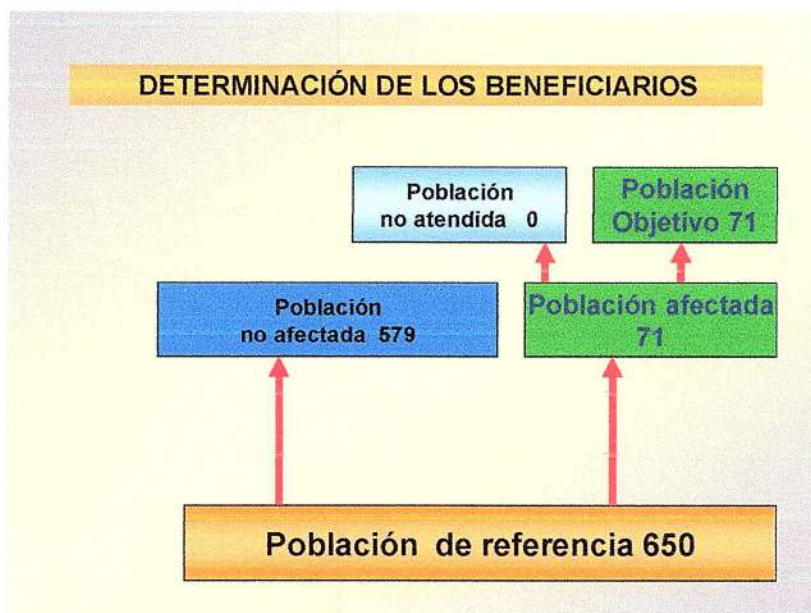 DETERMINACIÓN DE LOS BENEFICIARIOS
Población
no atendida 0
Población
Objetivo 71
Población
no afectada 579
Población afectada
71
Población de referencia 650